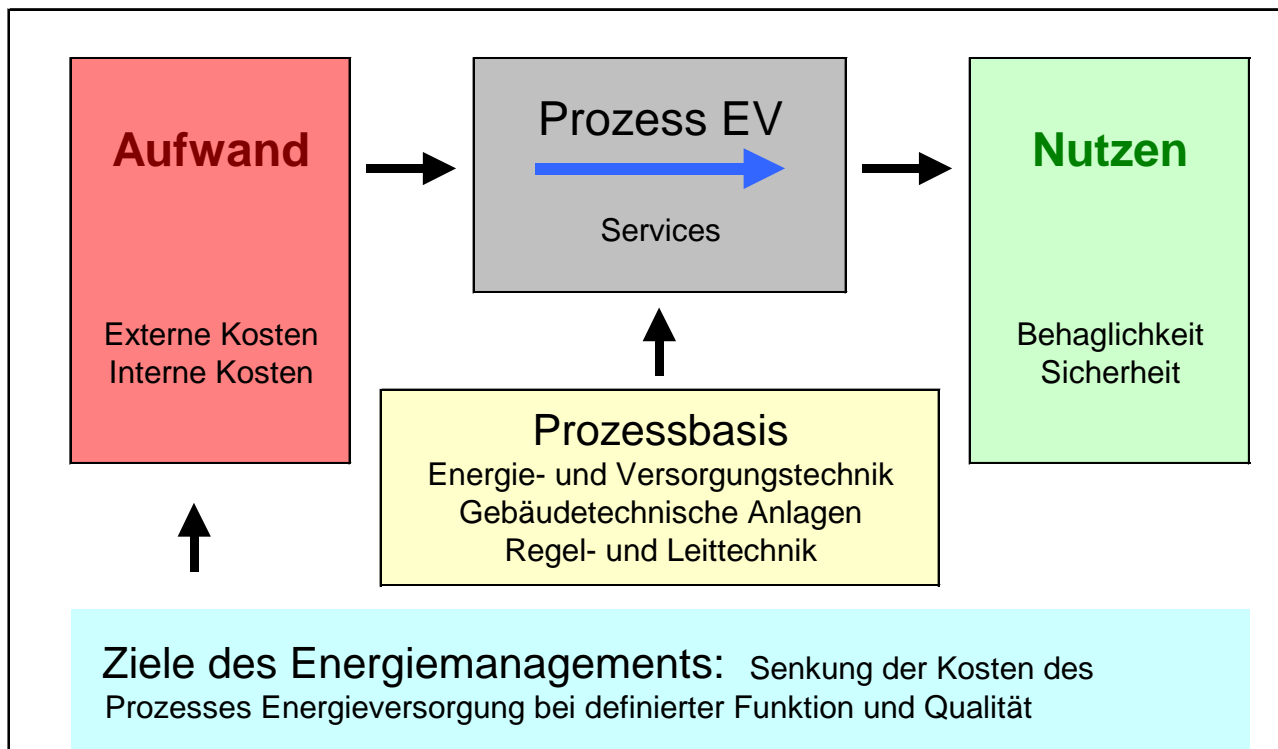 Aufwand
Externe Kosten
Interne Kosten
Prozess EV
Services
Nutzen
Behaglichkeit
Sicherheit
Prozessbasis
Energie- und Versorgungstechnik
Gebäudetechnische Anlagen
Regel- und Leittechnik
Ziele des Energiemanagements: Senkung der Kosten des
Prozesses Energieversorgung bei definierter Funktion und Qualität